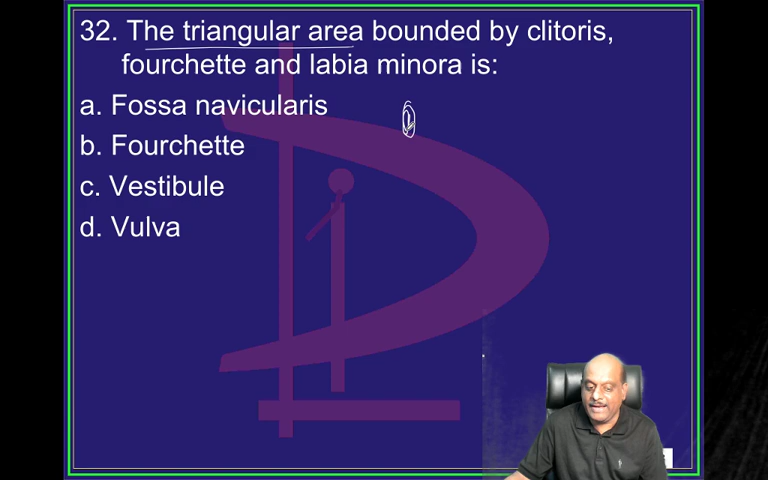 32. The triangular area bounded by clitoris,
fourchette and labia minora is:
a. Fossa navicularis
b. Fourchette
c. Vestibule
d. Vulva